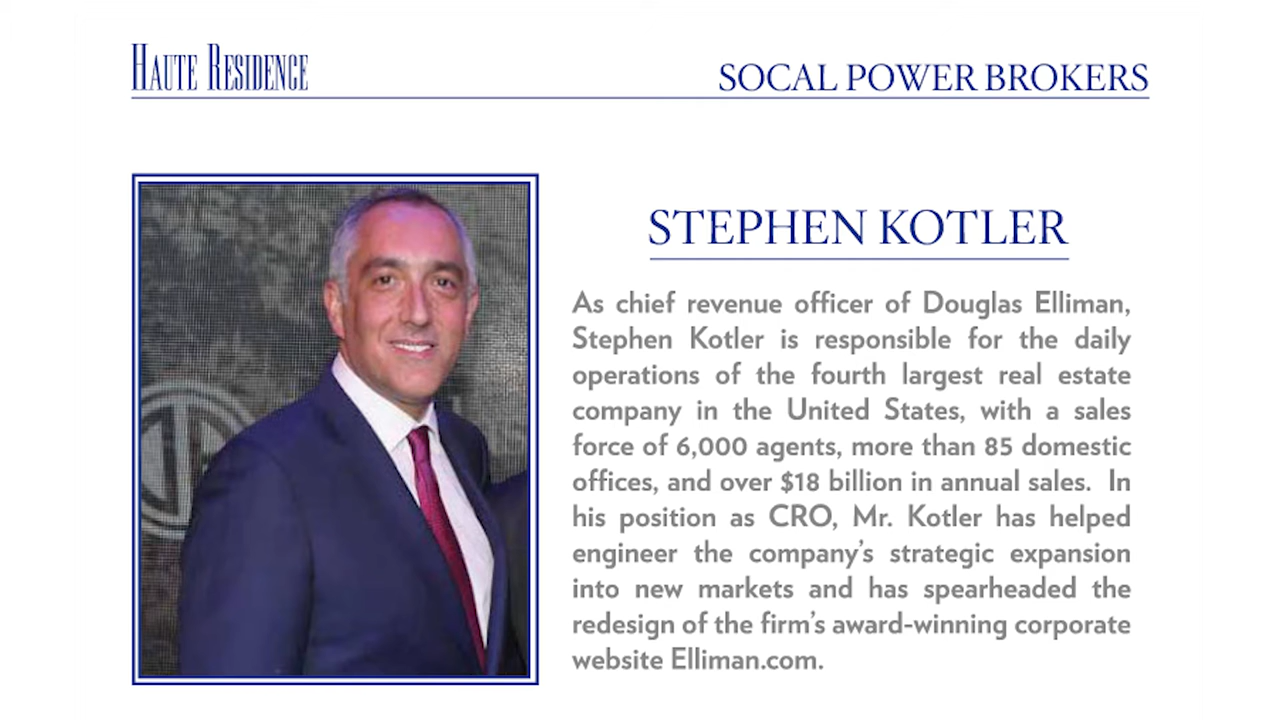 HAUTE RESIDENCE
SOCAL POWER BROKERS
STEPHEN KOTLER
As chief revenue officer of Douglas Elliman,
Stephen Kotler is responsible for the daily
operations of the fourth largest real estate
company in the United States, with a sales
force of 6,000 agents, more than 85 domestic
offices, and over $18 billion in annual sales.  In
his position as CRO, Mr. Kotler has helped
engineer the company's strategic expansion
into new markets and has spearheaded the
redesign of the firm's award-winning corporate
website Elliman.com.